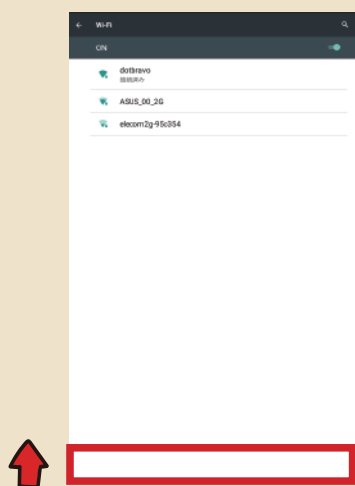 Wi-Fi
ON
dotbravo
接続済み
ASUS_00_2G
elecom2g-95c354